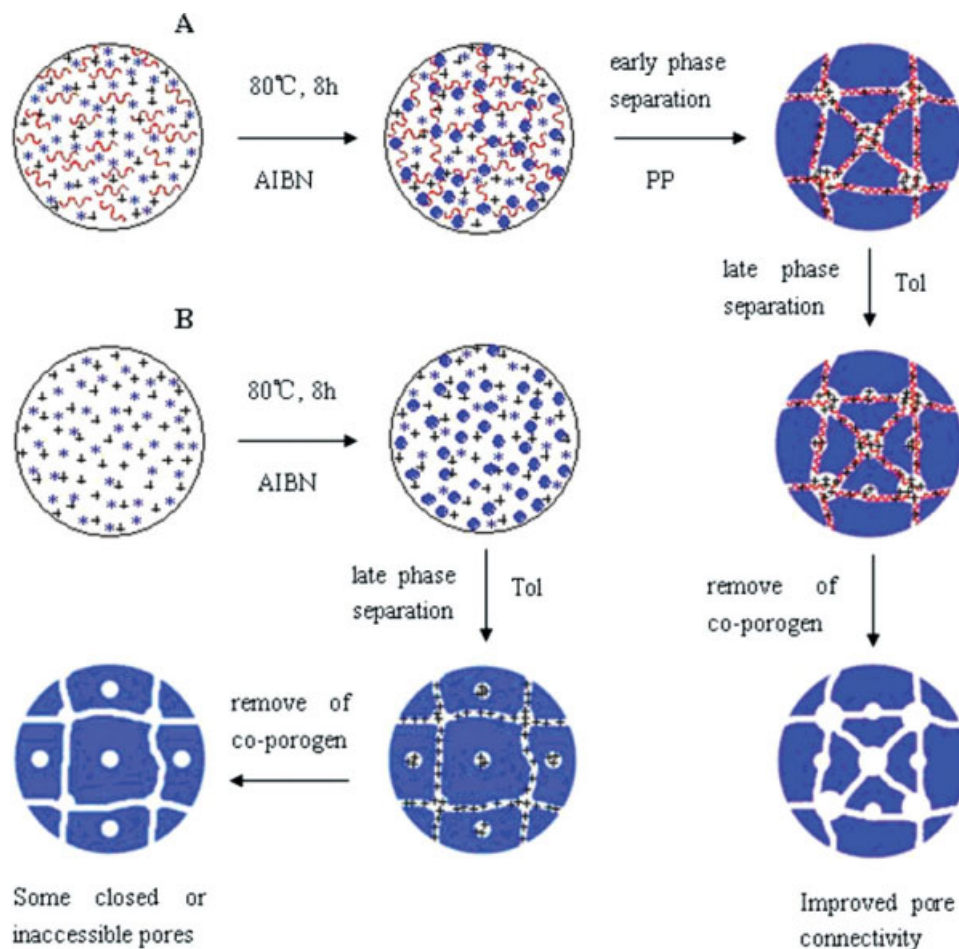 A
80℃, 8h
AIBN
early phase
separation
PP
late phase
separation
Tol
B
80℃, 8h
AIBN
late phase
separation
Tol
remove of
co-porogen
remove of
co-porogen
Some closed or
inaccessible pores
Improved pore
connectivity